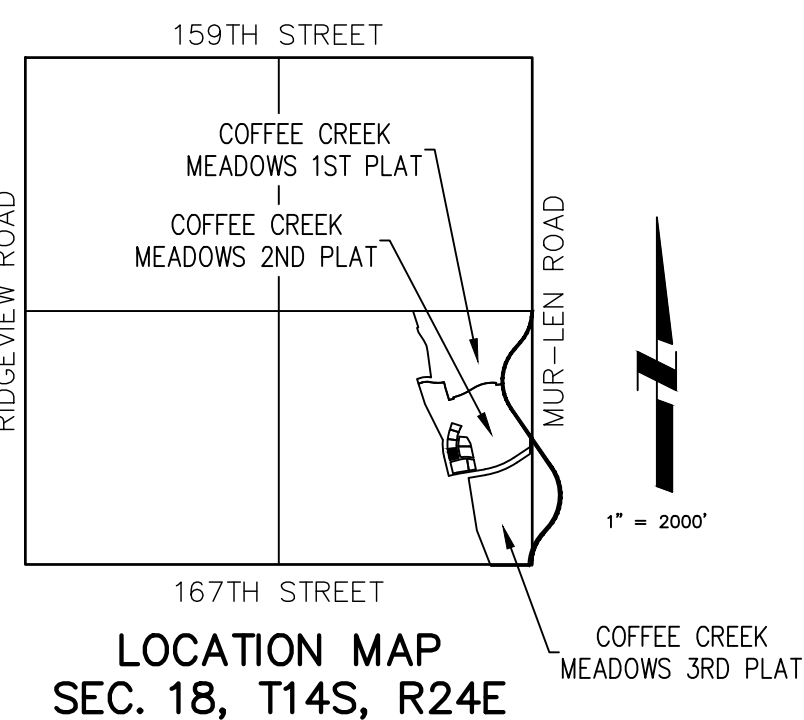 159TH STREET
COFFEE CREEK
MEADOWS 1ST PLAT
COFFEE CREEK
MEADOWS 2ND PLAT
RIDGEVIEW ROAD
MUR-LEN ROAD
N
1" = 2000'
167TH STREET
COFFEE CREEK
MEADOWS 3RD PLAT
LOCATION MAP
SEC. 18, T14S, R24E